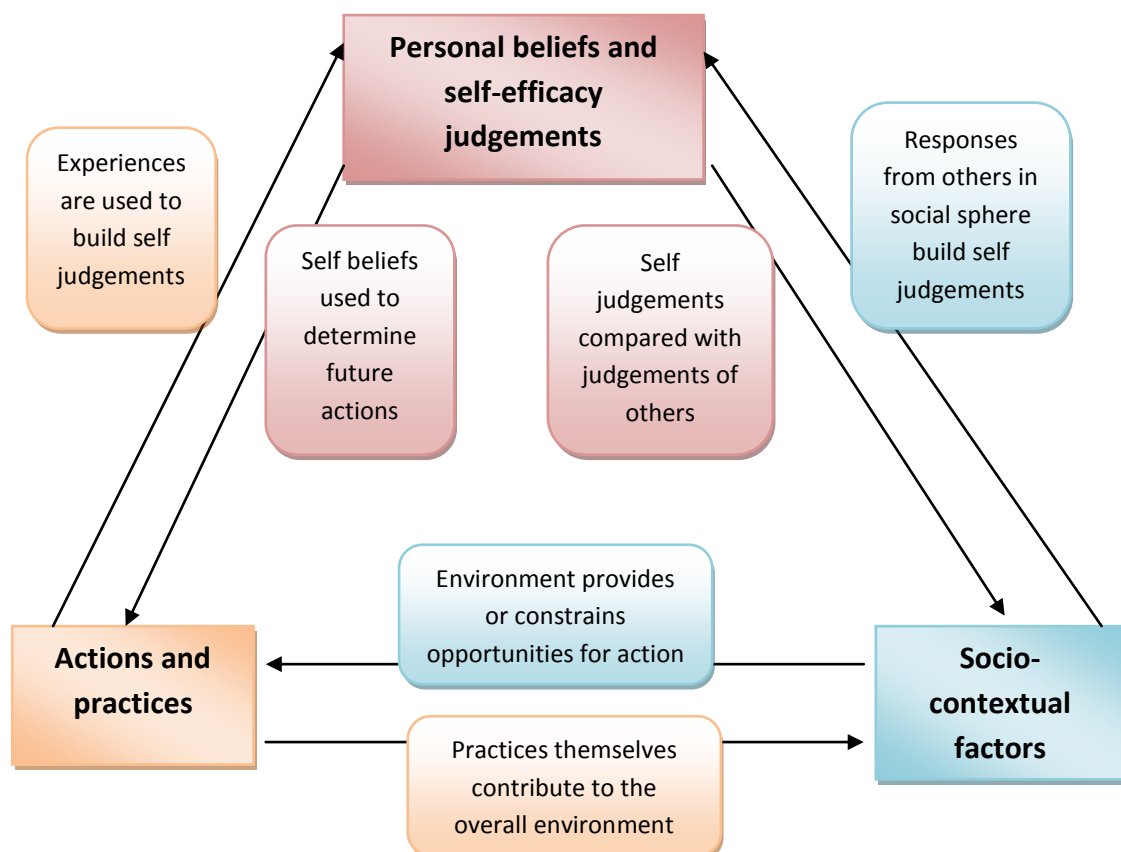 Personal beliefs and
self-efficacy
judgements
Experiences
are used to
build self
judgements
Responses
from others in
social sphere
build self
judgements
Self beliefs
used to
determine
future
actions
Self
judgements
compared with
judgements of
others
Environment provides
or constrains
opportunities for action
Actions and
practices
Socio-
contextual
factors
Practices themselves
contribute to the
overall environment